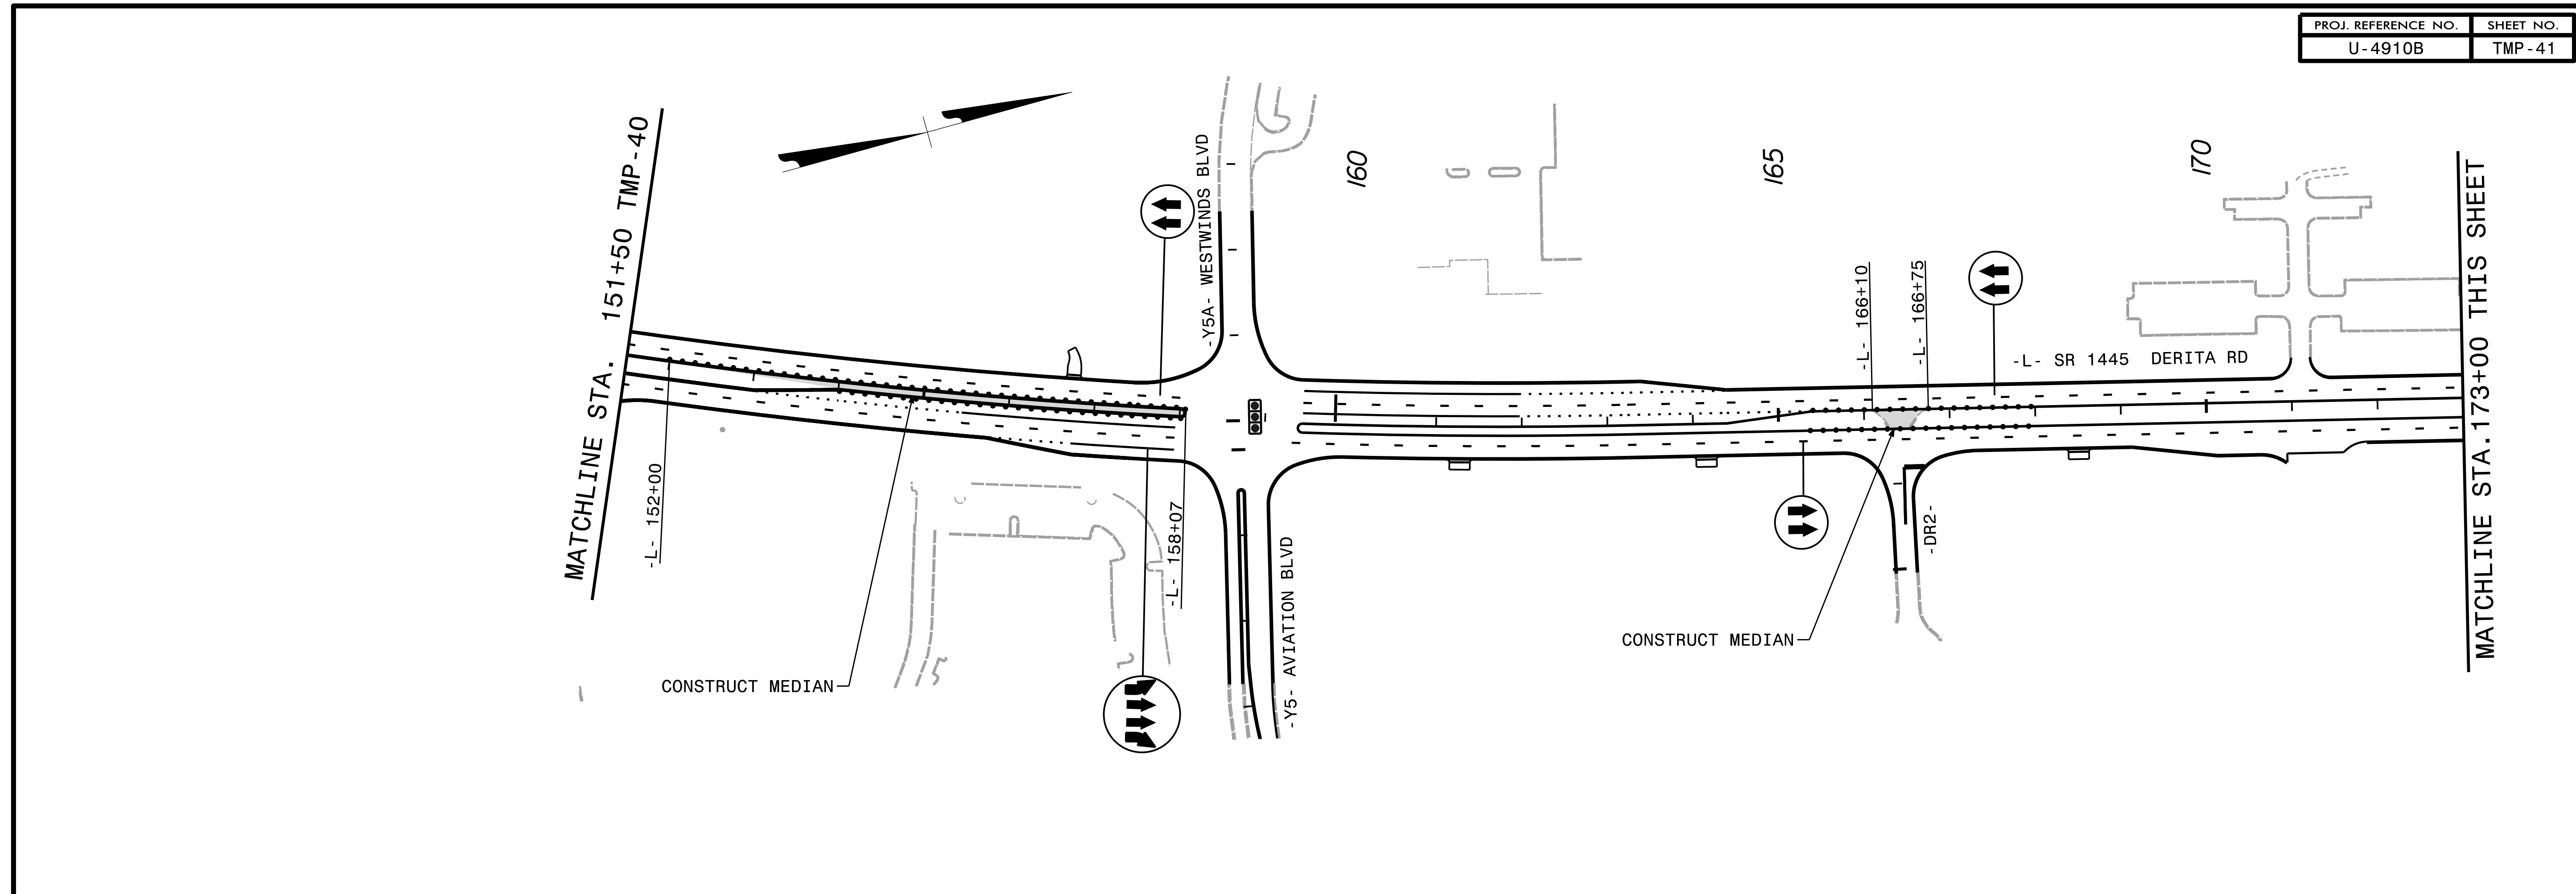 PROJ. REFERENCE NO.
SHEET NO.
U-4910B
TMP-41
MATCHLINE STA. 151+50 TMP-40
-Y5A- WESTWINDS BLVD
160
165
170
-L- 166+10
-L- 166+75
-L- SR 1445 DERITA RD
MATCHLINE STA.173+00 THIS SHEET
-L- 152+00
-L- 158+07
-Y5- AVIATION BLVD
-DR2-
CONSTRUCT MEDIAN
CONSTRUCT MEDIAN